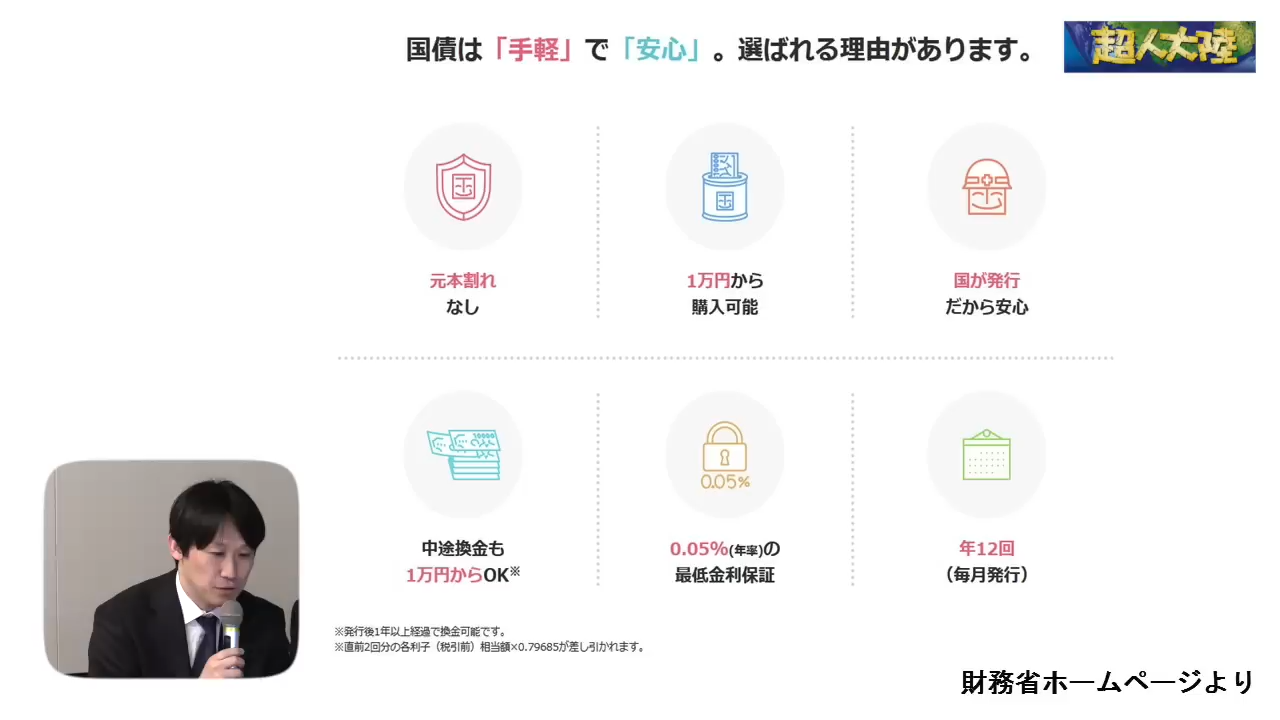 国債は「手軽」で「安心」。選ばれる理由があります。
超人大陸
元本割れ
なし
1万円から
購入可能
国が発行
だから安心
0.05%
中途換金も
1万円からOK※
0.05%(年率)の
最低金利保証
年12回
(毎月発行)
※発行後1年以上経過で換金可能です。
※直前2回分の各利子（税引前）相当額×0.79685が差し引かれます。
財務省ホームページより